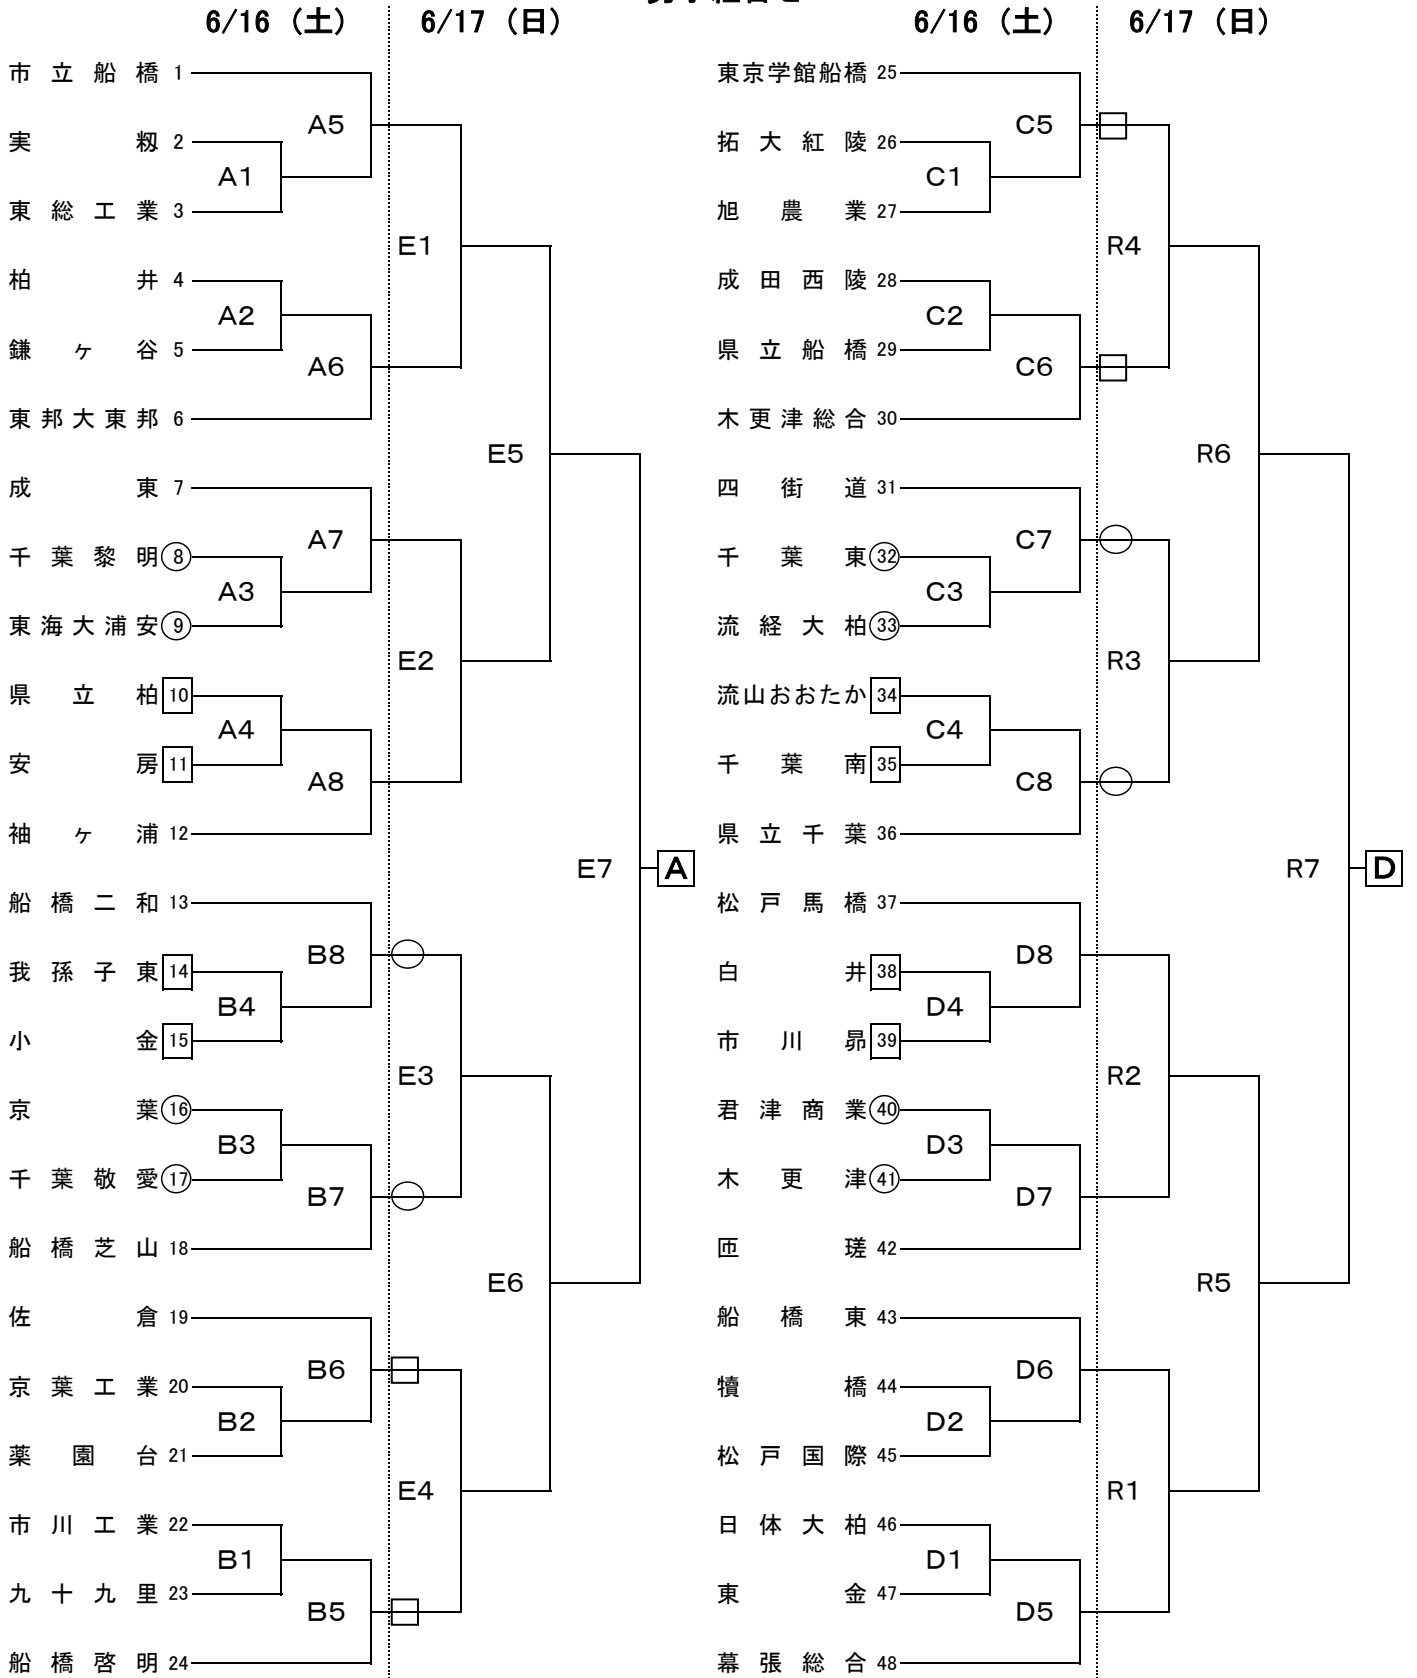 6/16（土） 6/17（日）
市立船橋 1
A5
実籾 2
A1
東総工業 3
E1
柏井 4
A2
鎌ヶ谷 5
A6
東邦大東邦 6
E5
成東 7
A7
千葉黎明 8
A3
東海大浦安 9
E2
県立柏 10
A4
安房 11
A8
袖ヶ浦 12
E7 A
船橋二和 13
B8
我孫子東 14
B4
小金 15
E3
京葉 16
B3
千葉敬愛 17
B7
船橋芝山 18
E6
佐倉 19
B6
京葉工業 20
B2
薬園台 21
E4
市川工業 22
B1
九十九里 23
B5
船橋啓明 24
6/16（土） 6/17（日）
東京学館船橋 25
C5
拓大紅陵 26
C1
旭農業 27
R4
成田西陵 28
C2
県立船橋 29
C6
木更津総合 30
R6
四街道 31
C7
千葉東 32
C3
流経大柏 33
R3
流山おおたか 34
C4
千葉南 35
C8
県立千葉 36
R7 D
松戸馬橋 37
D8
白井 38
D4
市川昴 39
R2
君津商業 40
D3
木更津 41
D7
匝瑳 42
R5
船橋東 43
D6
犢橋 44
D2
松戸国際 45
R1
日体大柏 46
D1
東金 47
D5
幕張総合 48